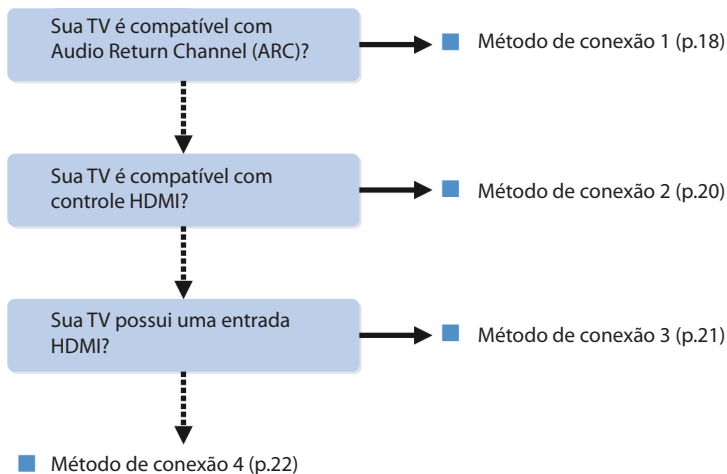 Sua TV é compatível com
Audio Return Channel (ARC)?
Método de conexão 1 (p.18)
Sua TV é compatível com
controle HDMI?
Método de conexão 2 (p.20)
Sua TV possui uma entrada
HDMI?
Método de conexão 3 (p.21)
Método de conexão 4 (p.22)